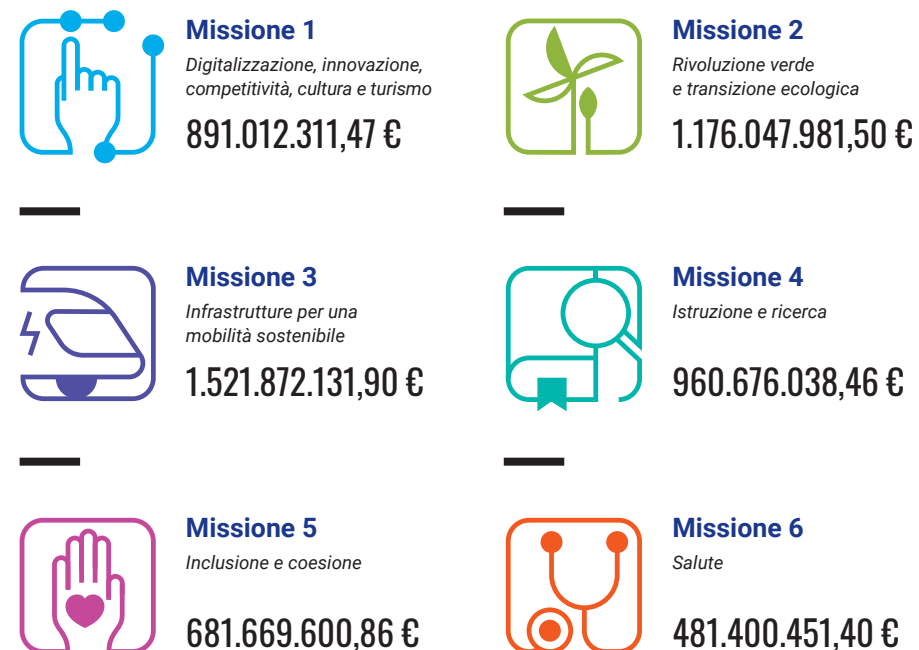 Missione 1
Digitalizzazione, innovazione,
competitività, cultura e turismo
891.012.311,47 €
Missione 2
Rivoluzione verde
e transizione ecologica
1.176.047.981,50 €
Missione 3
Infrastrutture per una
mobilità sostenibile
1.521.872.131,90 €
Missione 4
Istruzione e ricerca
960.676.038,46 €
Missione 5
Inclusione e coesione
681.669.600,86 €
Missione 6
Salute
481.400.451,40 €